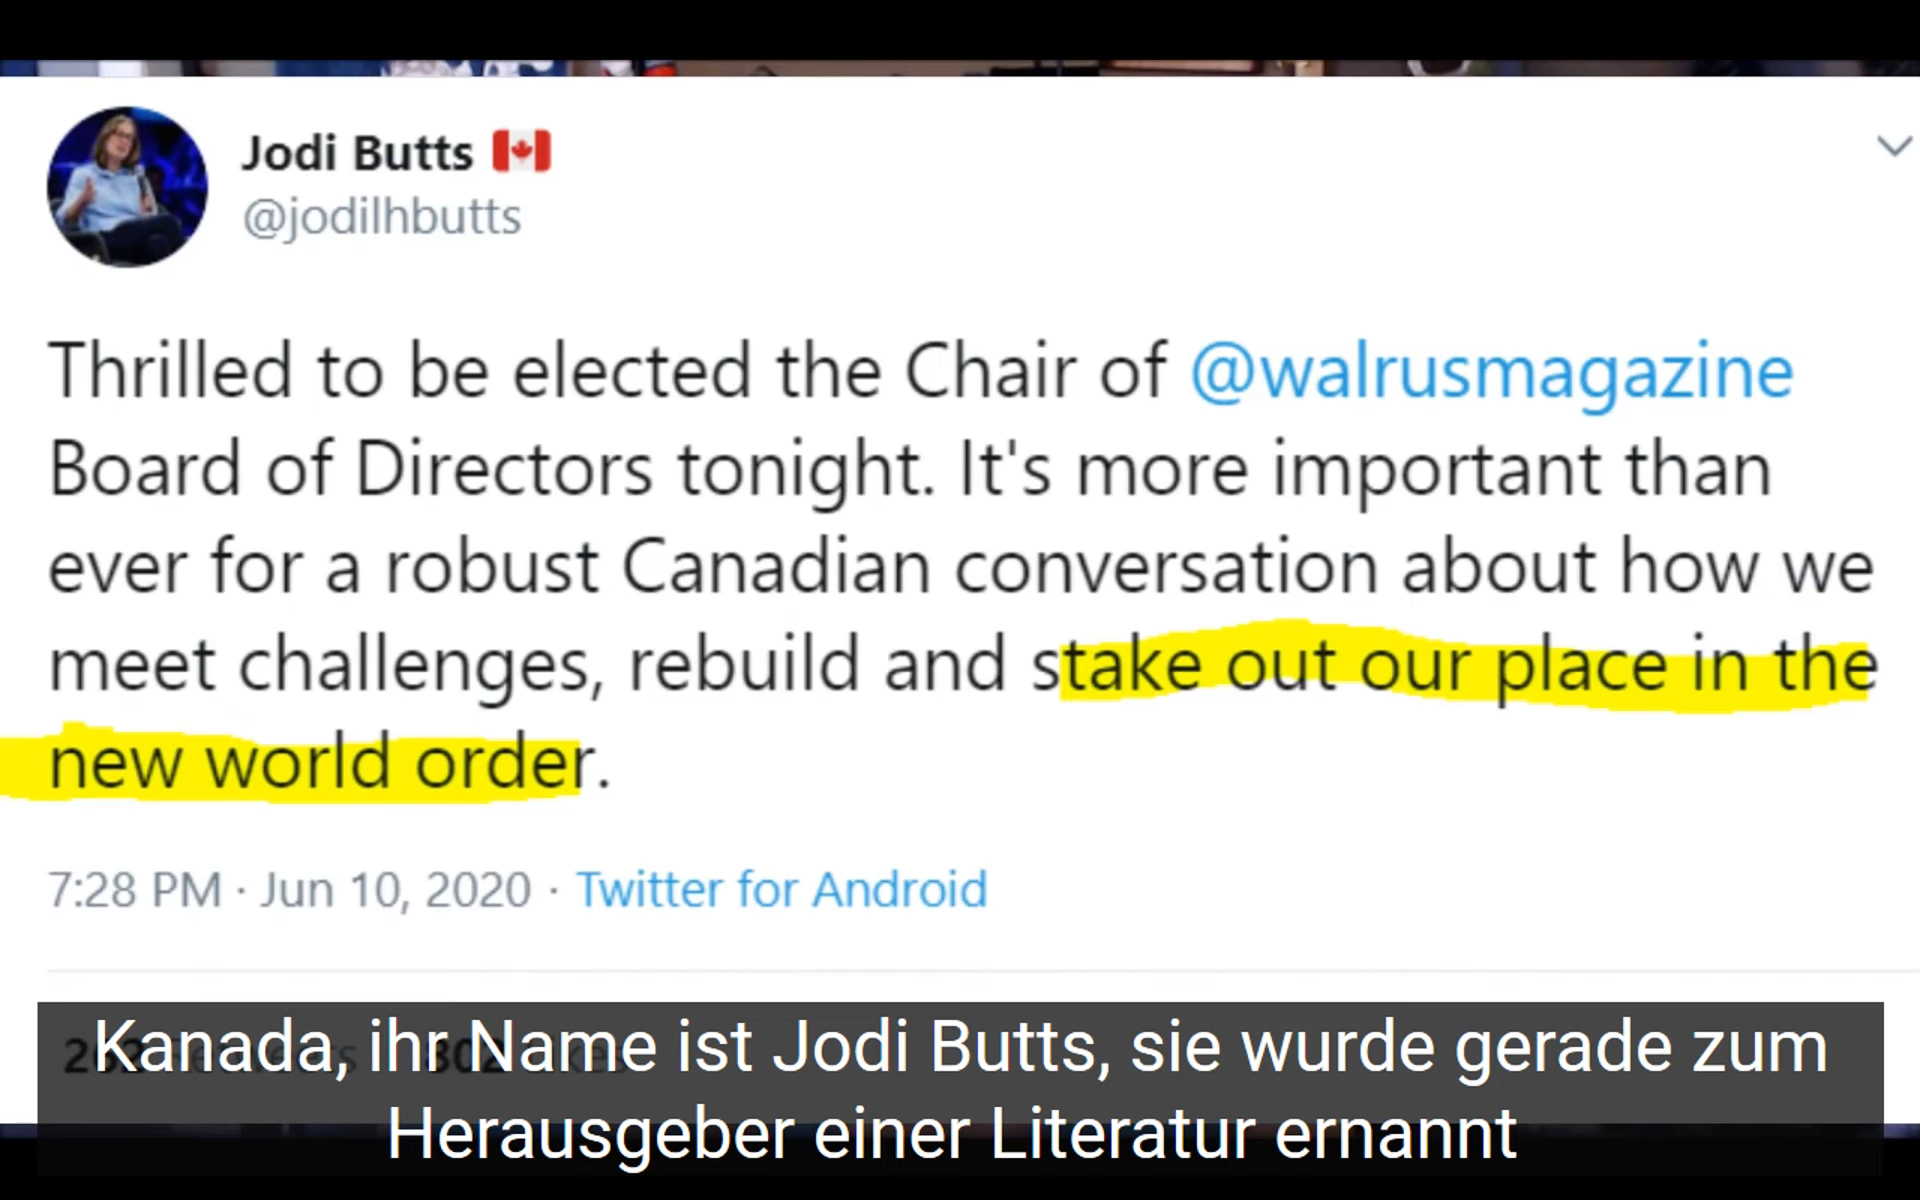 Jodi Butts 🇨🇦
@jodilhbutts
Thrilled to be elected the Chair of @walrusmagazine
Board of Directors tonight. It's more important than
ever for a robust Canadian conversation about how we
meet challenges, rebuild and stake out our place in the
new world order.
7:28 PM · Jun 10, 2020 · Twitter for Android
Kanada, ihr Name ist Jodi Butts, sie wurde gerade zum
Herausgeber einer Literatur ernannt